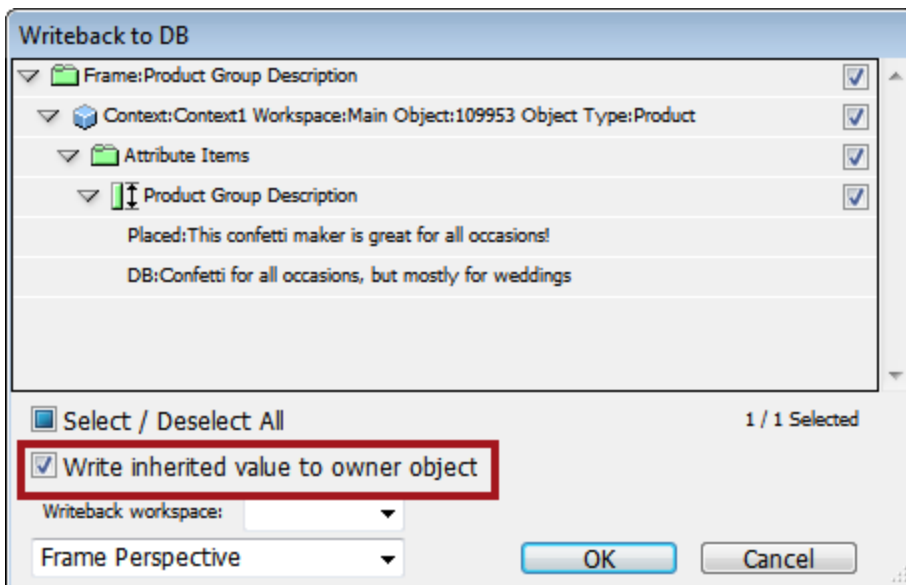 Writeback to DB
Frame:Product Group Description
Context:Context1 Workspace:Main Object:109953 Object Type:Product
Attribute Items
Product Group Description
Placed:This confetti maker is great for all occasions!
DB:Confetti for all occasions, but mostly for weddings
Select / Deselect All 1 / 1 Selected
Write inherited value to owner object
Writeback workspace:
Frame Perspective OK Cancel